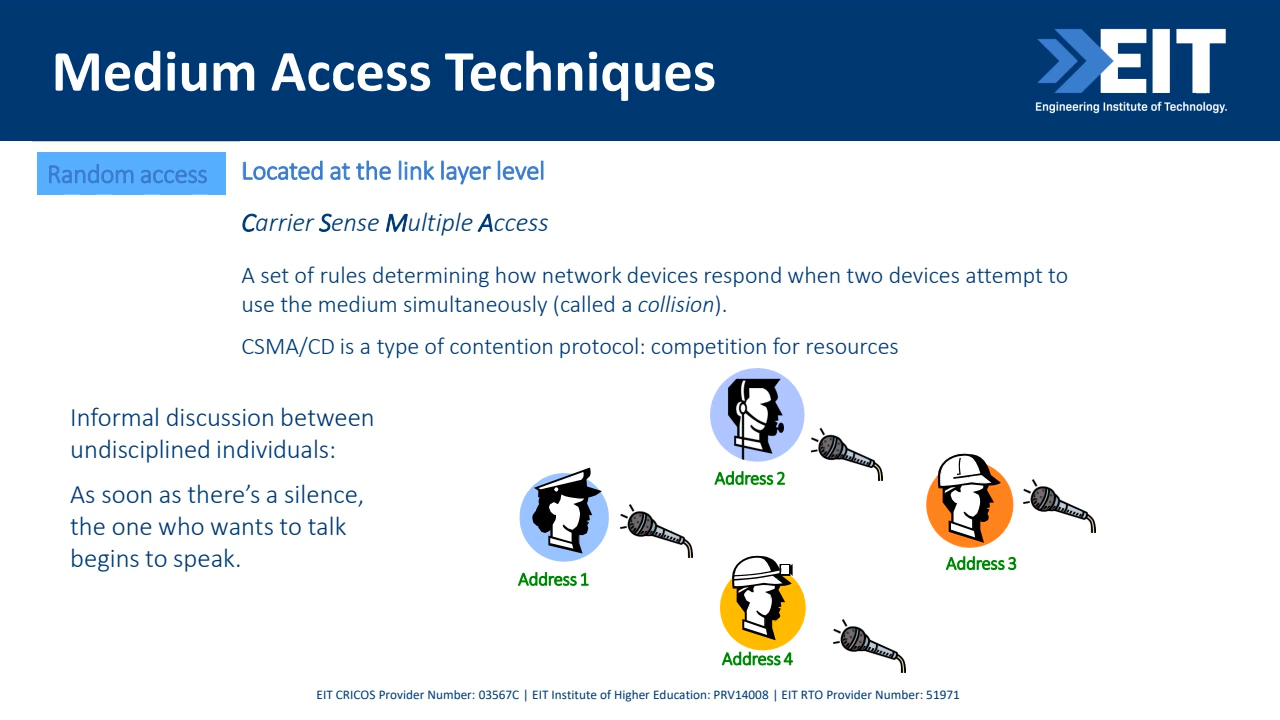 Medium Access Techniques
EIT
Engineering Institute of Technology.
Random access
Located at the link layer level
Carrier Sense Multiple Access
A set of rules determining how network devices respond when two devices attempt to
use the medium simultaneously (called a collision).
CSMA/CD is a type of contention protocol: competition for resources
Informal discussion between
undisciplined individuals:
As soon as there’s a silence,
the one who wants to talk
begins to speak.
Address 2
Address 1
Address 3
Address 4
EIT CRICOS Provider Number: 03567C | EIT Institute of Higher Education: PRV14008 | EIT RTO Provider Number: 51971